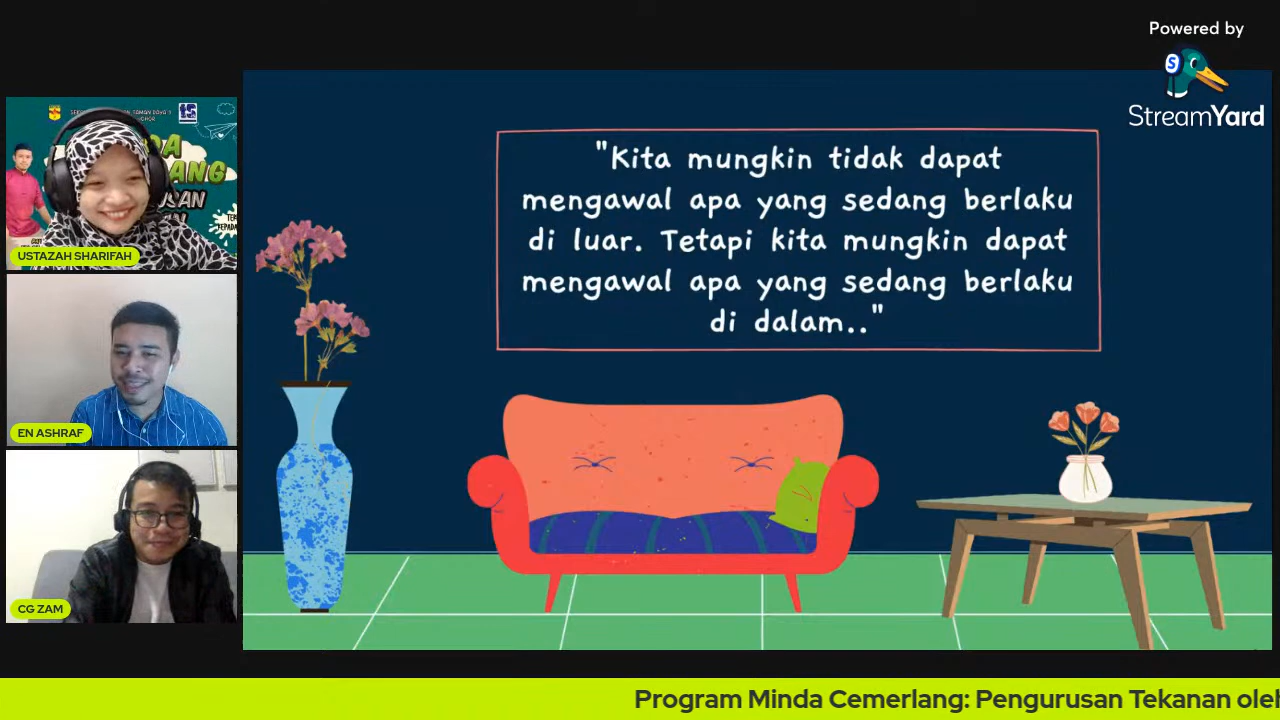 Powered by
StreamYard
"Kita mungkin tidak dapat
mengawal apa yang sedang berlaku
di luar. Tetapi kita mungkin dapat
mengawal apa yang sedang berlaku
di dalam.."
USTAZAH SHARIFAH
EN ASHRAF
CG ZAM
Program Minda Cemerlang: Pengurusan Tekanan oleh